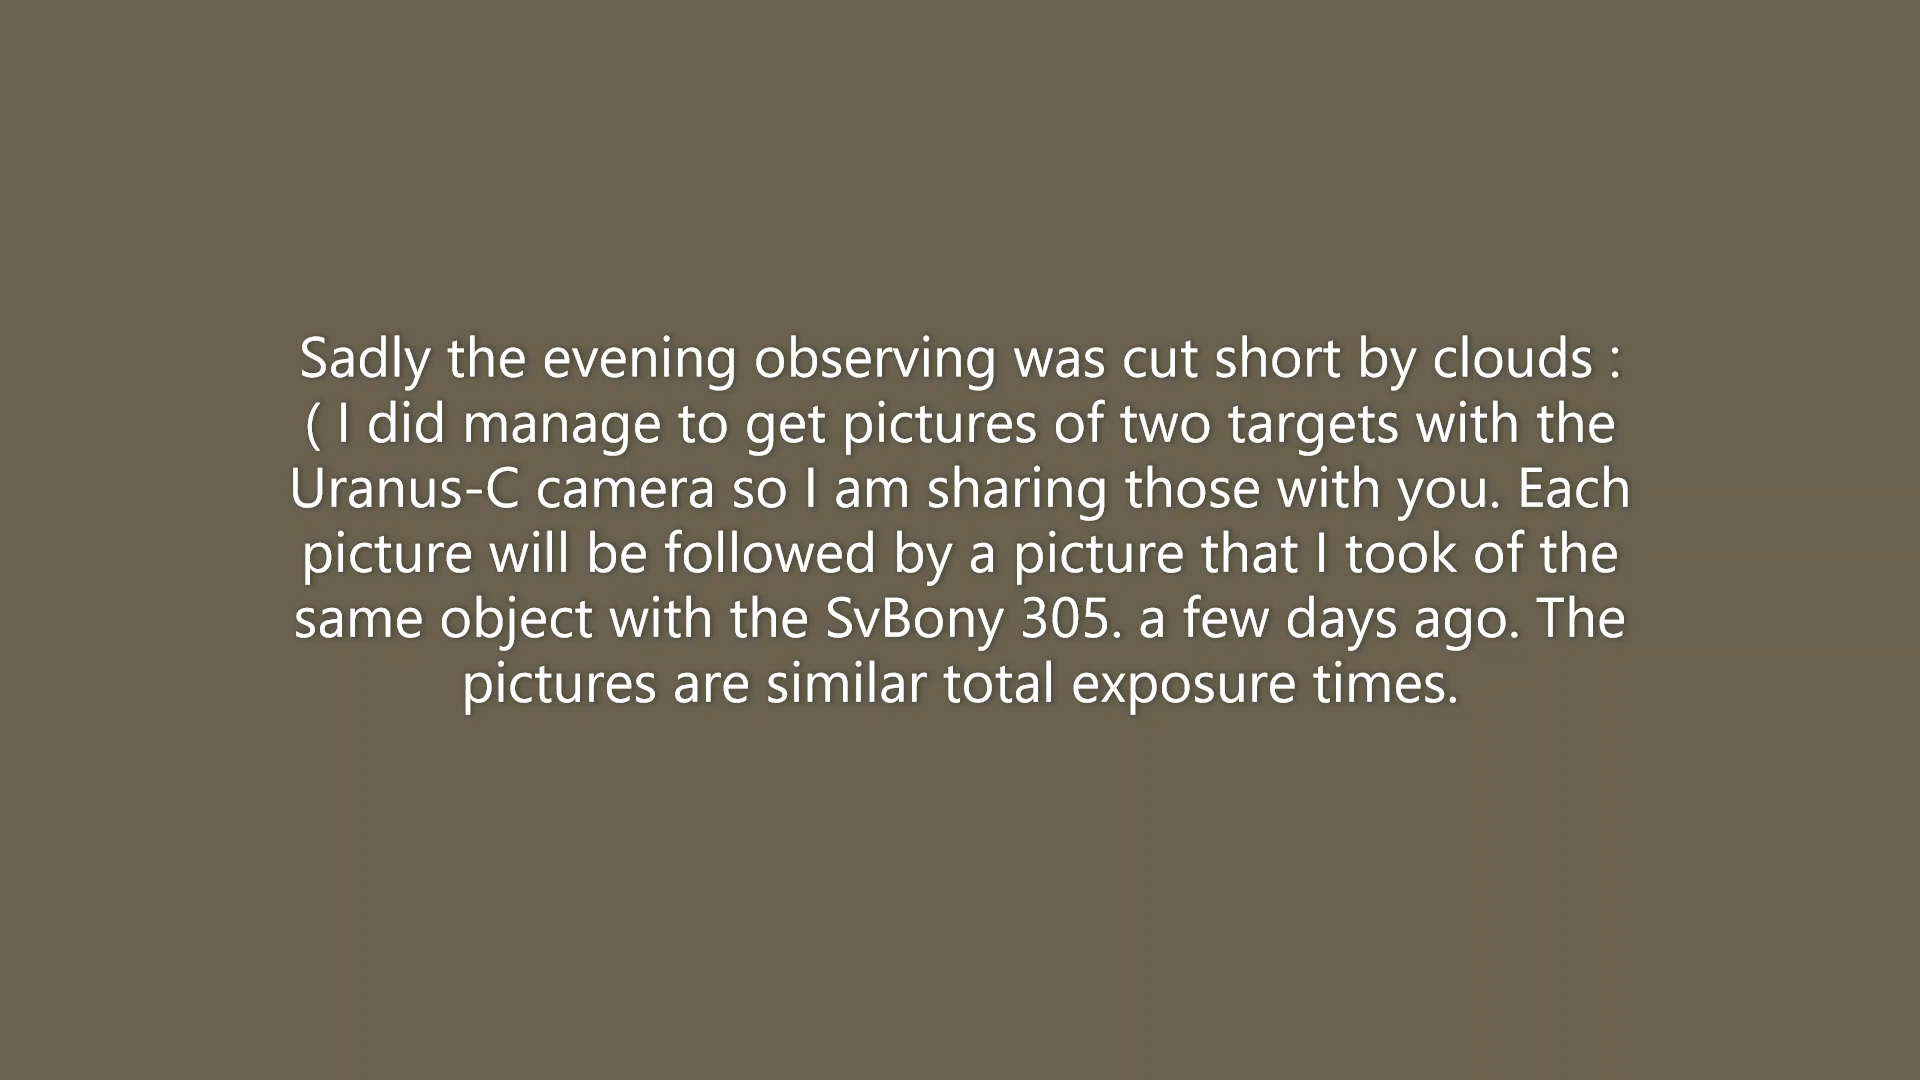 Sadly the evening observing was cut short by clouds :
( I did manage to get pictures of two targets with the
Uranus-C camera so I am sharing those with you. Each
picture will be followed by a picture that I took of the
same object with the SvBony 305. a few days ago. The
pictures are similar total exposure times.